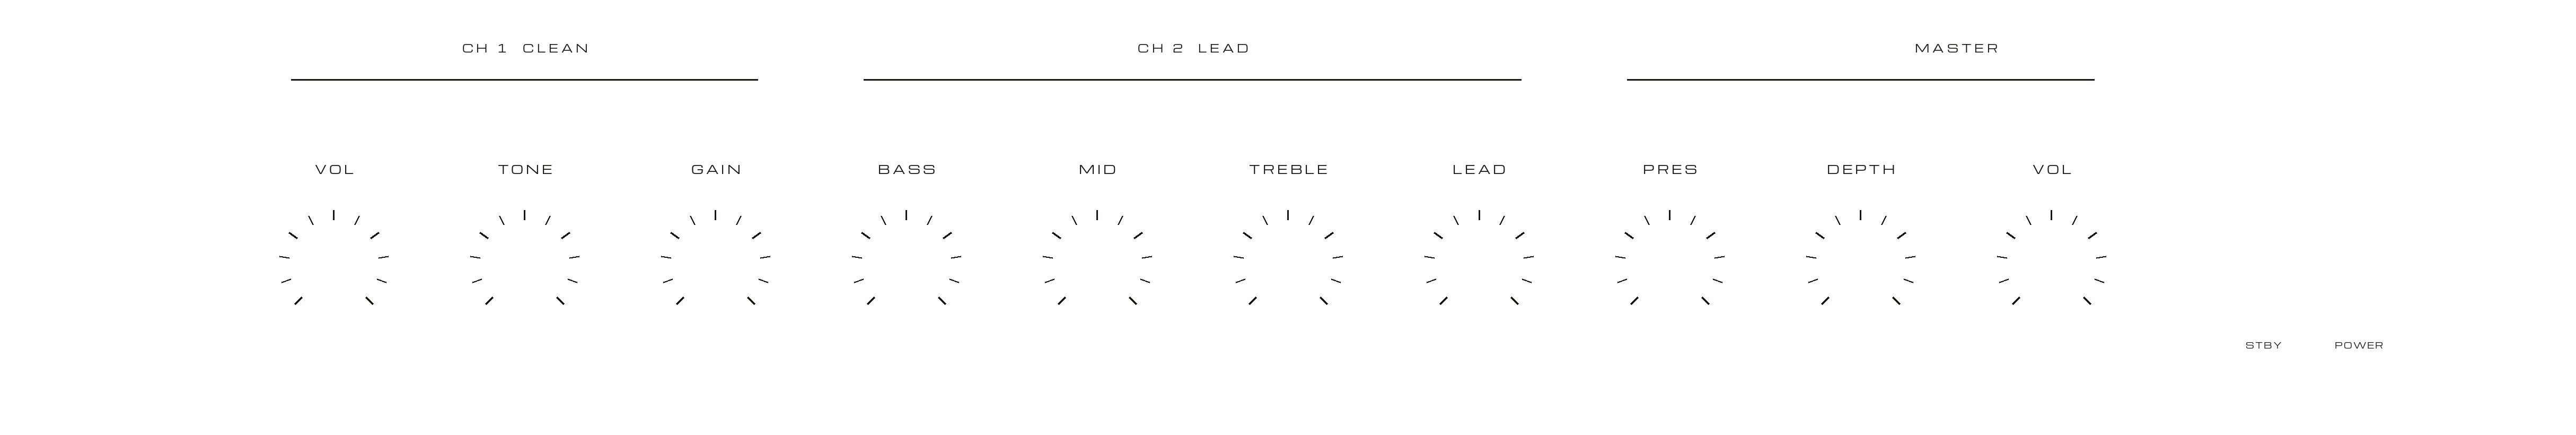 CH 1 CLEAN
CH 2 LEAD
MASTER
VOL
TONE
GAIN
BASS
MID
TREBLE
LEAD
PRES
DEPTH
VOL
STBY
POWER